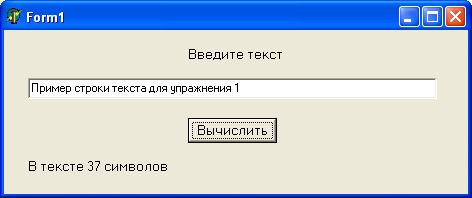 Form1
Введите текст
Пример строки текста для упражнения 1
Вычислить
В тексте 37 символов